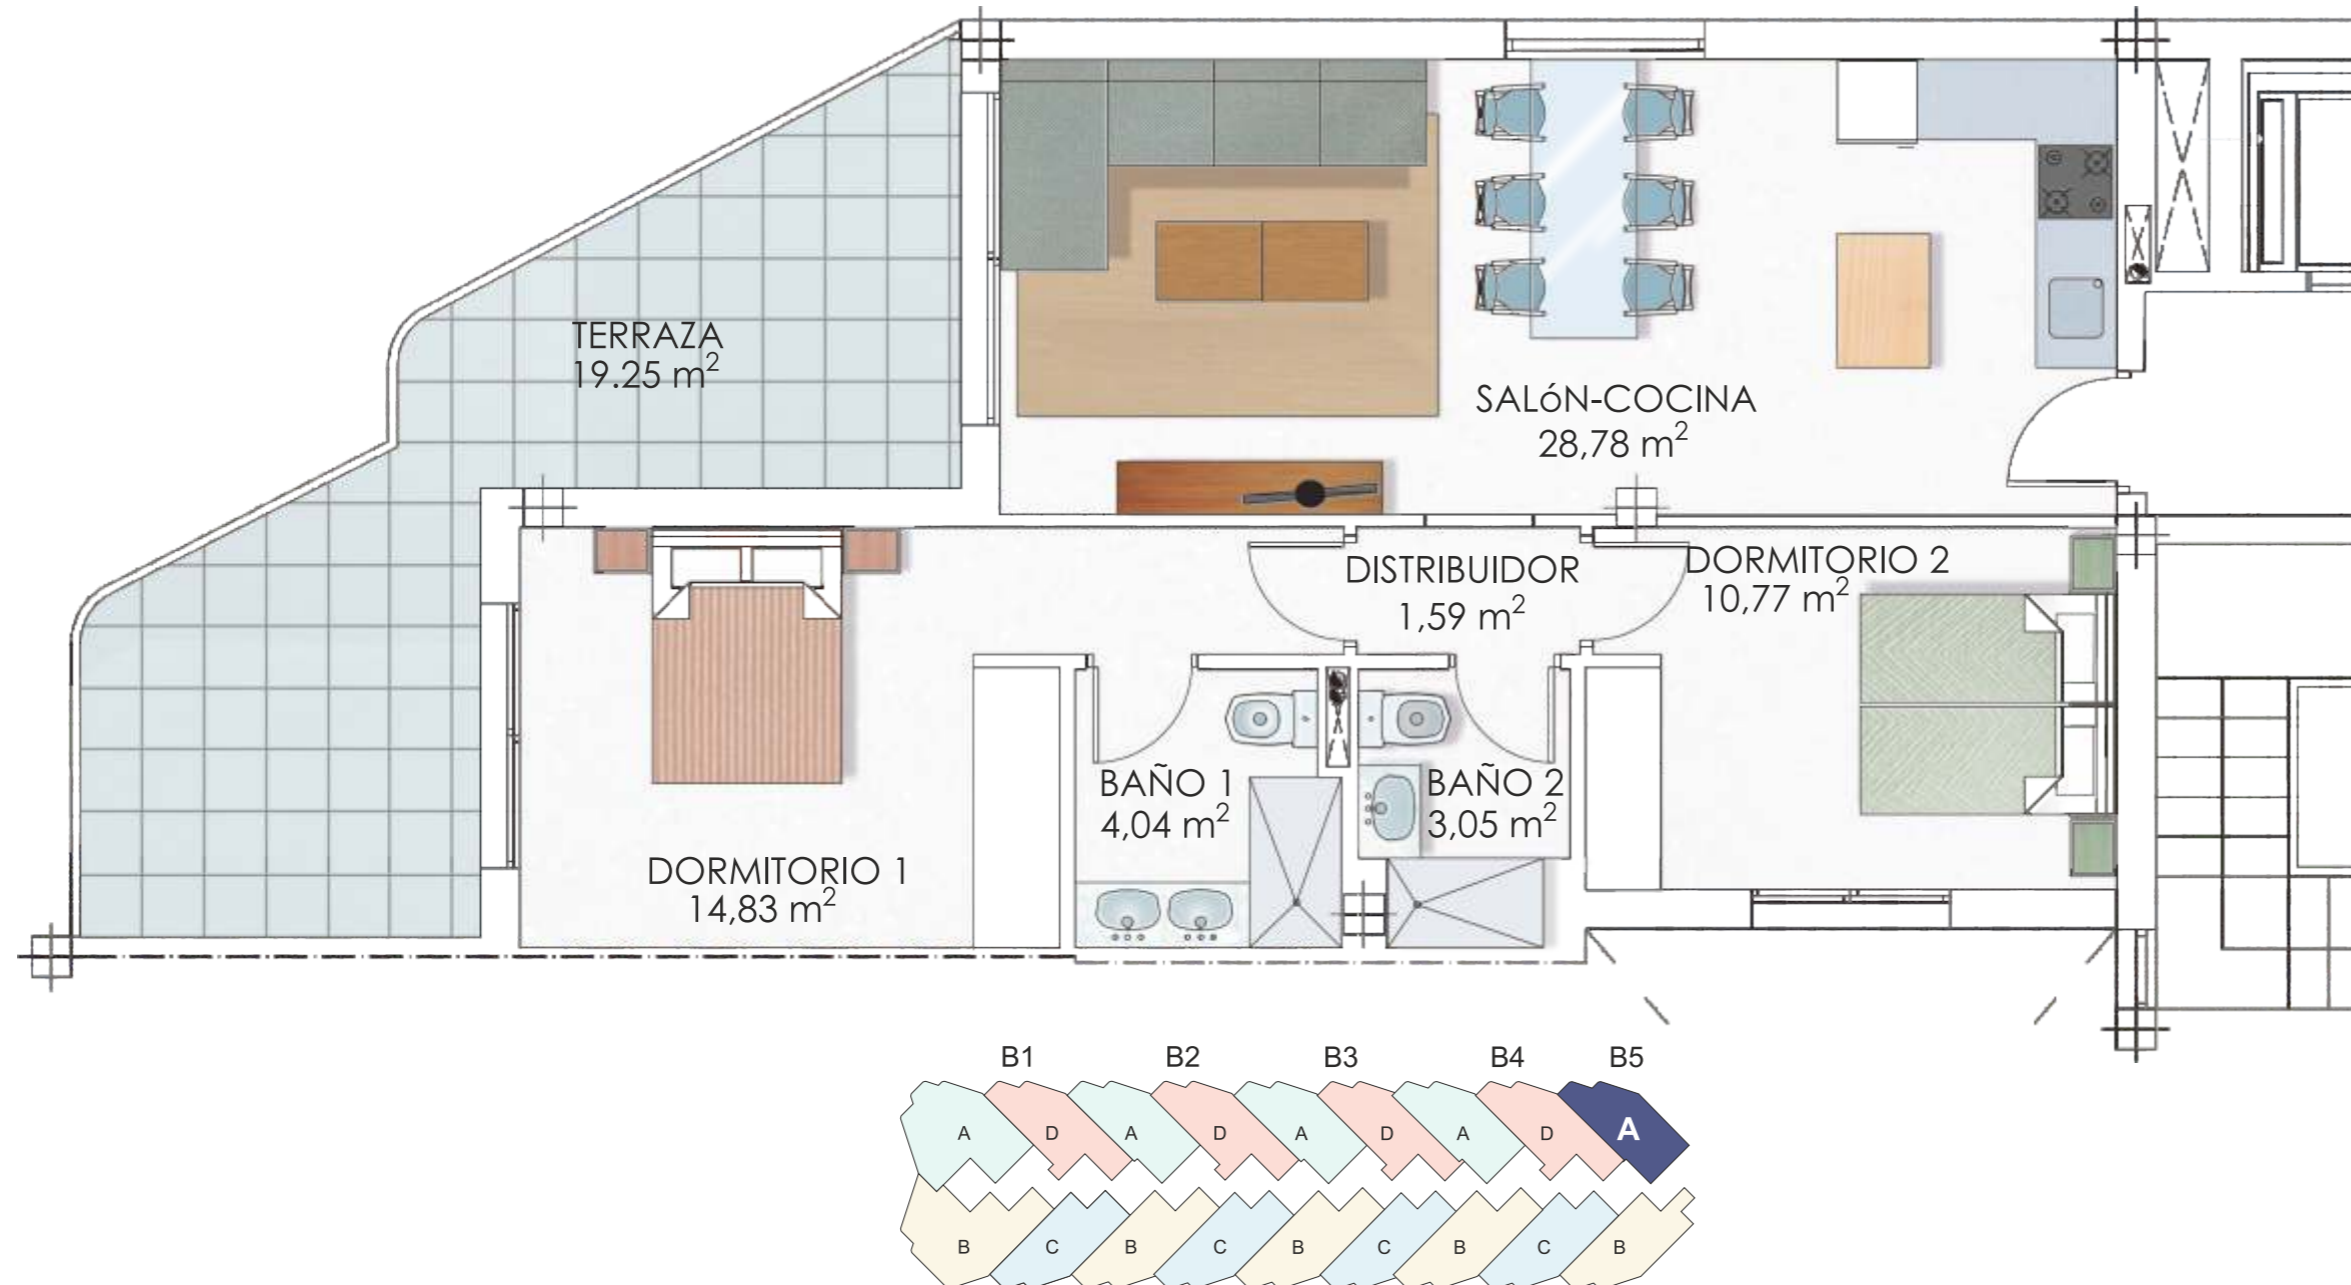 TERRAZA
19.25 m²
SALóN-COCINA
28,78 m²
DISTRIBUIDOR
1,59 m²
DORMITORIO 2
10,77 m²
BAÑO 1
4,04 m²
BAÑO 2
3,05 m²
DORMITORIO 1
14,83 m²
B1 B2 B3 B4 B5
A D A D A D A D A
B C B C B C B C B